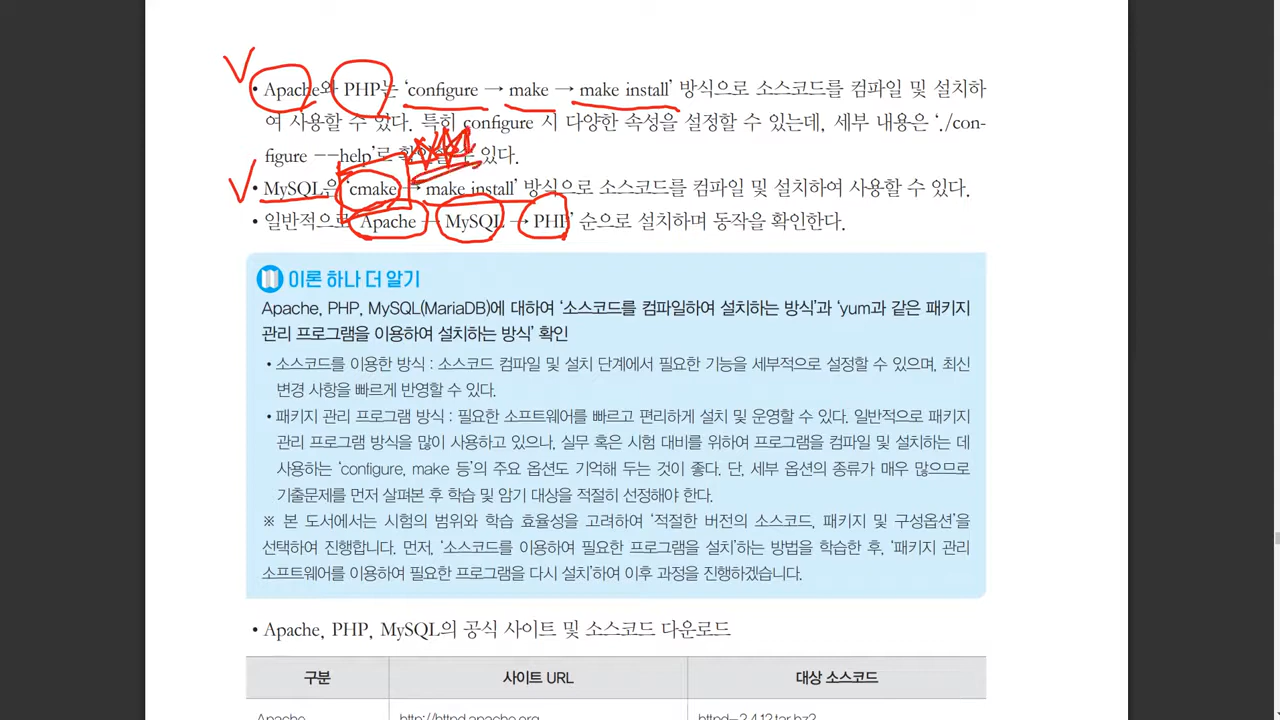 • Apache와 PHP는 ‘configure → make → make install’ 방식으로 소스코드를 컴파일 및 설치하
여 사용할 수 있다. 특히 configure 시 다양한 속성을 설정할 수 있는데, 세부 내용은 ‘./con-
figure --help’로 확인할 수 있다.
• MySQL은 ‘cmake → make install’ 방식으로 소스코드를 컴파일 및 설치하여 사용할 수 있다.
• 일반적으로 ‘Apache → MySQL → PHP’ 순으로 설치하며 동작을 확인한다.
이론 하나 더 알기
Apache, PHP, MySQL(MariaDB)에 대하여 ‘소스코드를 컴파일하여 설치하는 방식’과 ‘yum과 같은 패키지
관리 프로그램을 이용하여 설치하는 방식’ 확인
• 소스코드를 이용한 방식 : 소스코드 컴파일 및 설치 단계에서 필요한 기능을 세부적으로 설정할 수 있으며, 최신
변경 사항을 빠르게 반영할 수 있다.
• 패키지 관리 프로그램 방식 : 필요한 소프트웨어를 빠르고 편리하게 설치 및 운영할 수 있다. 일반적으로 패키지
관리 프로그램 방식을 많이 사용하고 있으나, 실무 혹은 시험 대비를 위하여 프로그램을 컴파일 및 설치하는 데
사용하는 ‘configure, make 등’의 주요 옵션도 기억해 두는 것이 좋다. 단, 세부 옵션의 종류가 매우 많으므로
기출문제를 먼저 살펴본 후 학습 및 암기 대상을 적절히 선정해야 한다.
※ 본 도서에서는 시험의 범위와 학습 효율성을 고려하여 ‘적절한 버전의 소스코드, 패키지 및 구성옵션’을
선택하여 진행합니다. 먼저, ‘소스코드를 이용하여 필요한 프로그램을 설치’하는 방법을 학습한 후, ‘패키지 관리
소프트웨어를 이용하여 필요한 프로그램을 다시 설치’하여 이후 과정을 진행하겠습니다.
• Apache, PHP, MySQL의 공식 사이트 및 소스코드 다운로드
구분 사이트 URL 대상 소스코드
Apache http://httpd.apache.org httpd-2.4.12.tar.bz2